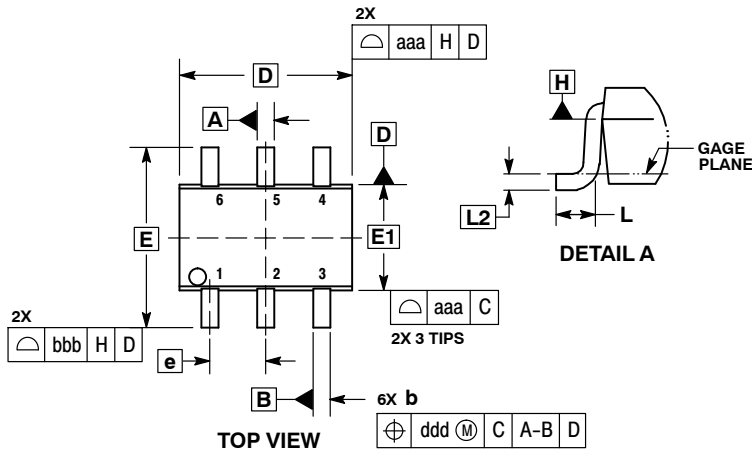 2X
⌓ aaa H D
D
A
D
6 5 4
E
E1
1 2 3
⌓ aaa C
2X 3 TIPS
2X
⌓ bbb H D
e
B
6X b
⌖ ddd Ⓜ C A-B D
TOP VIEW
H
GAGE
PLANE
L2
L
DETAIL A